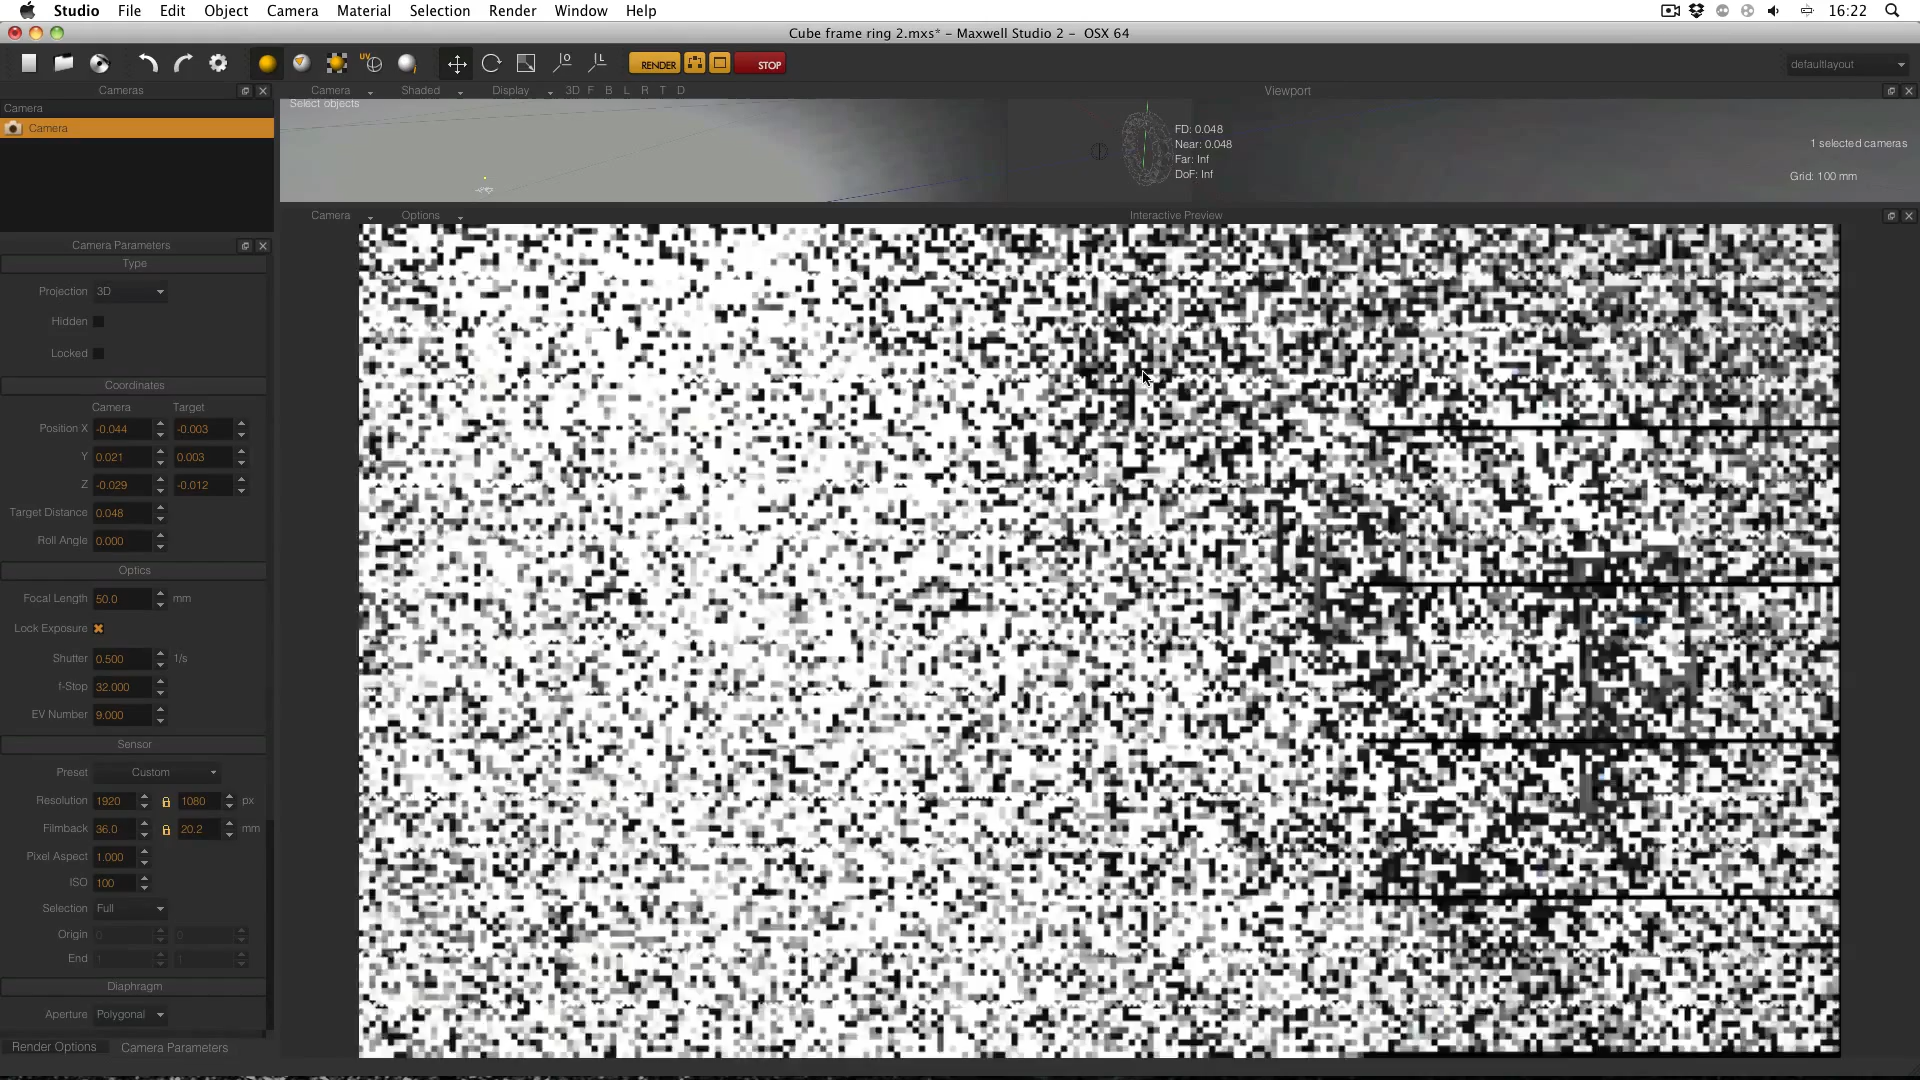 Studio File Edit Object Camera Material Selection Render Window Help 16:22
Cube frame ring 2.mxs* - Maxwell Studio 2 - OSX 64
UV RENDER STOP defaultlayout
Cameras Camera Shaded Display 3D F B L R T D Viewport
Camera Select objects
Camera
FD: 0.048
Near: 0.048 1 selected cameras
Far: Inf
DoF: Inf Grid: 100 mm
Camera Options Interactive Preview
Camera Parameters
Type
Projection 3D
Hidden
Locked
Coordinates
Camera Target
Position X -0.044 -0.003
Y 0.021 0.003
Z -0.029 -0.012
Target Distance 0.048
Roll Angle 0.000
Optics
Focal Length 50.0 mm
Lock Exposure
Shutter 0.500 1/s
f-Stop 32.000
EV Number 9.000
Sensor
Preset Custom
Resolution 1920 1080 px
Filmback 36.0 20.2 mm
Pixel Aspect 1.000
ISO 100
Selection Full
Origin 0 0
End 1 1
Diaphragm
Aperture Polygonal
Render Options Camera Parameters